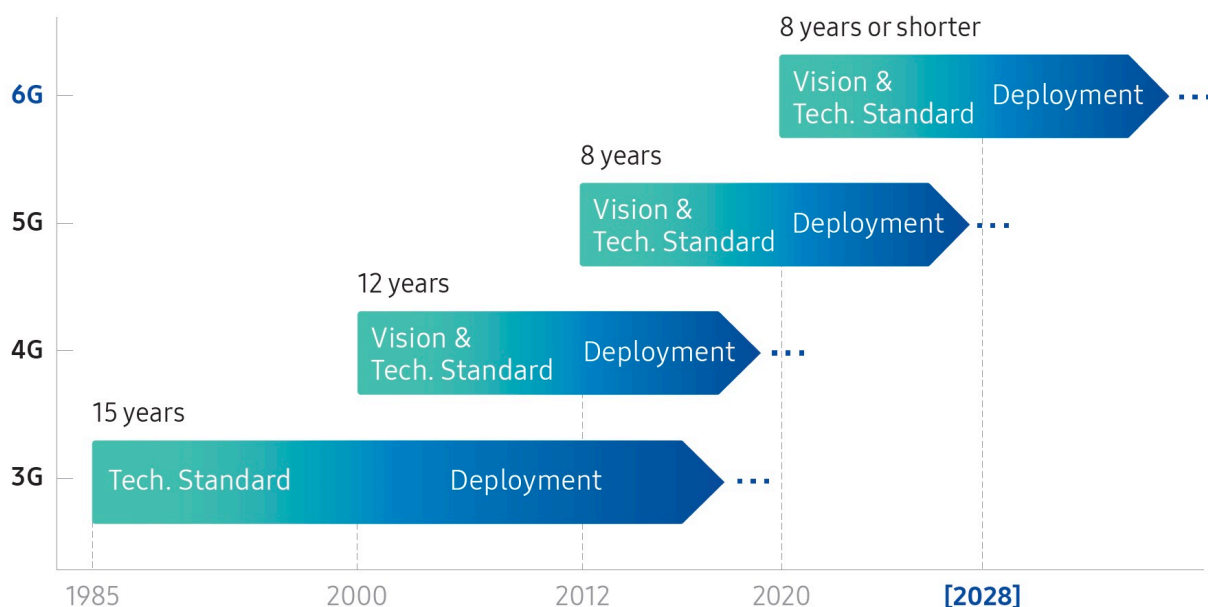 8 years or shorter
6G
Vision &
Tech. Standard
Deployment
8 years
5G
Vision &
Tech. Standard
Deployment
12 years
4G
Vision &
Tech. Standard
Deployment
15 years
3G
Tech. Standard
Deployment
1985
2000
2012
2020
[2028]